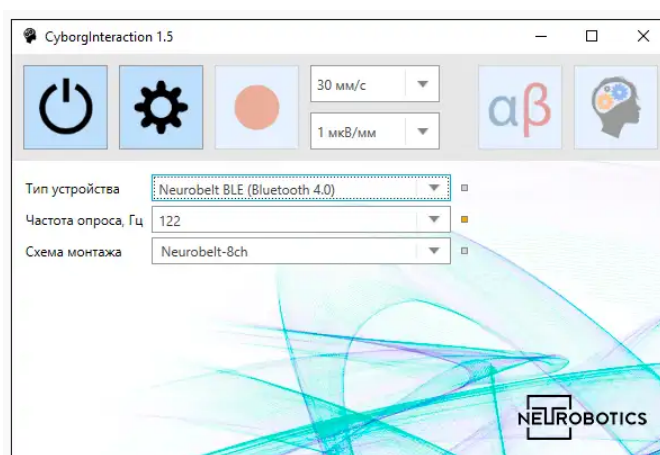 CyborgInteraction 1.5
30 мм/с
1 мкВ/мм
αβ
Тип устройства Neurobelt BLE (Bluetooth 4.0)
Частота опроса, Гц 122
Схема монтажа Neurobelt-8ch
NEUROBOTICS